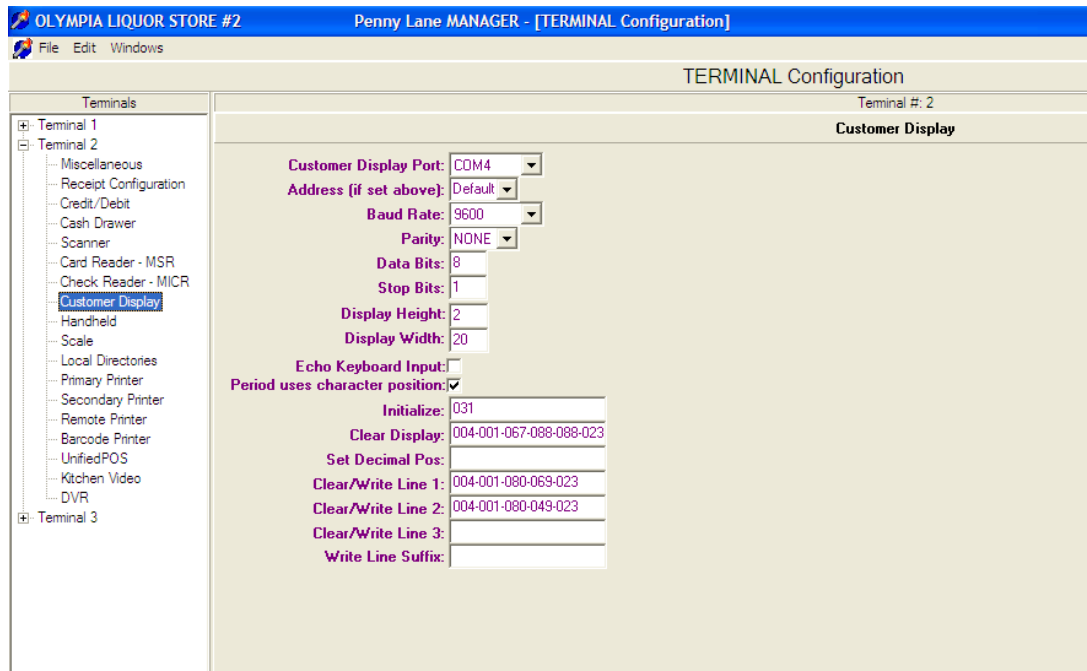 OLYMPIA LIQUOR STORE #2 Penny Lane MANAGER - [TERMINAL Configuration]
File Edit Windows
TERMINAL Configuration
Terminals
Terminal #: 2
Terminal 1
Terminal 2
Miscellaneous
Receipt Configuration
Credit/Debit
Cash Drawer
Scanner
Card Reader - MSR
Check Reader - MICR
Customer Display
Handheld
Scale
Local Directories
Primary Printer
Secondary Printer
Remote Printer
Barcode Printer
UnifiedPOS
Kitchen Video
DVR
Terminal 3
Customer Display
Customer Display Port: COM4
Address (if set above): Default
Baud Rate: 9600
Parity: NONE
Data Bits: 8
Stop Bits: 1
Display Height: 2
Display Width: 20
Echo Keyboard Input:
Period uses character position:
Initialize: 031
Clear Display: 004-001-067-088-088-023
Set Decimal Pos:
Clear/Write Line 1: 004-001-080-069-023
Clear/Write Line 2: 004-001-080-049-023
Clear/Write Line 3:
Write Line Suffix: